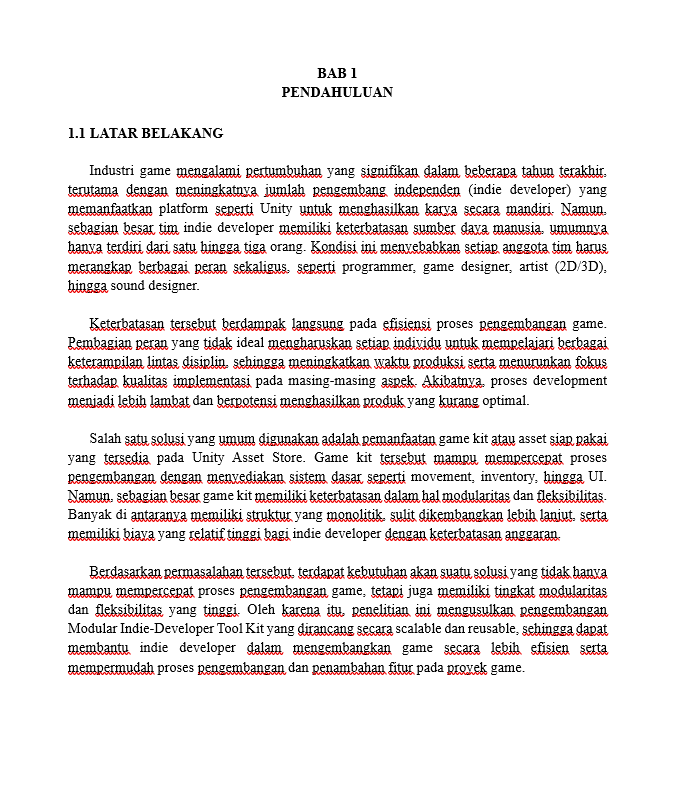 BAB 1
PENDAHULUAN
1.1 LATAR BELAKANG
Industri game mengalami pertumbuhan yang signifikan dalam beberapa tahun terakhir,
terutama dengan meningkatnya jumlah pengembang independen (indie developer) yang
memanfaatkan platform seperti Unity untuk menghasilkan karya secara mandiri. Namun,
sebagian besar tim indie developer memiliki keterbatasan sumber daya manusia, umumnya
hanya terdiri dari satu hingga tiga orang. Kondisi ini menyebabkan setiap anggota tim harus
merangkap berbagai peran sekaligus, seperti programmer, game designer, artist (2D/3D),
hingga sound designer.
Keterbatasan tersebut berdampak langsung pada efisiensi proses pengembangan game.
Pembagian peran yang tidak ideal mengharuskan setiap individu untuk mempelajari berbagai
keterampilan lintas disiplin, sehingga meningkatkan waktu produksi serta menurunkan fokus
terhadap kualitas implementasi pada masing-masing aspek. Akibatnya, proses development
menjadi lebih lambat dan berpotensi menghasilkan produk yang kurang optimal.
Salah satu solusi yang umum digunakan adalah pemanfaatan game kit atau asset siap pakai
yang tersedia pada Unity Asset Store. Game kit tersebut mampu mempercepat proses
pengembangan dengan menyediakan sistem dasar seperti movement, inventory, hingga UI.
Namun, sebagian besar game kit memiliki keterbatasan dalam hal modularitas dan fleksibilitas.
Banyak di antaranya memiliki struktur yang monolitik, sulit dikembangkan lebih lanjut, serta
memiliki biaya yang relatif tinggi bagi indie developer dengan keterbatasan anggaran.
Berdasarkan permasalahan tersebut, terdapat kebutuhan akan suatu solusi yang tidak hanya
mampu mempercepat proses pengembangan game, tetapi juga memiliki tingkat modularitas
dan fleksibilitas yang tinggi. Oleh karena itu, penelitian ini mengusulkan pengembangan
Modular Indie-Developer Tool Kit yang dirancang secara scalable dan reusable, sehingga dapat
membantu indie developer dalam mengembangkan game secara lebih efisien serta
mempermudah proses pengembangan dan penambahan fitur pada proyek game.